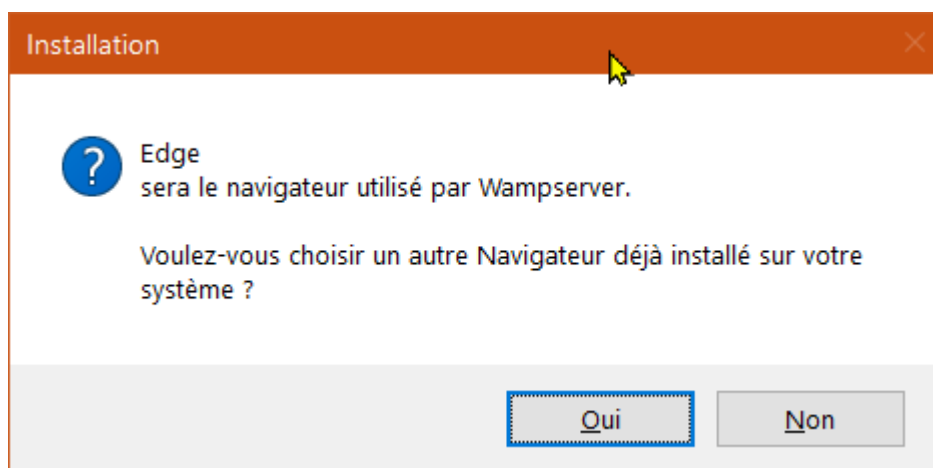 Installation
Edge
sera le navigateur utilisé par Wampserver.
Voulez-vous choisir un autre Navigateur déjà installé sur votre
système ?
Oui
Non